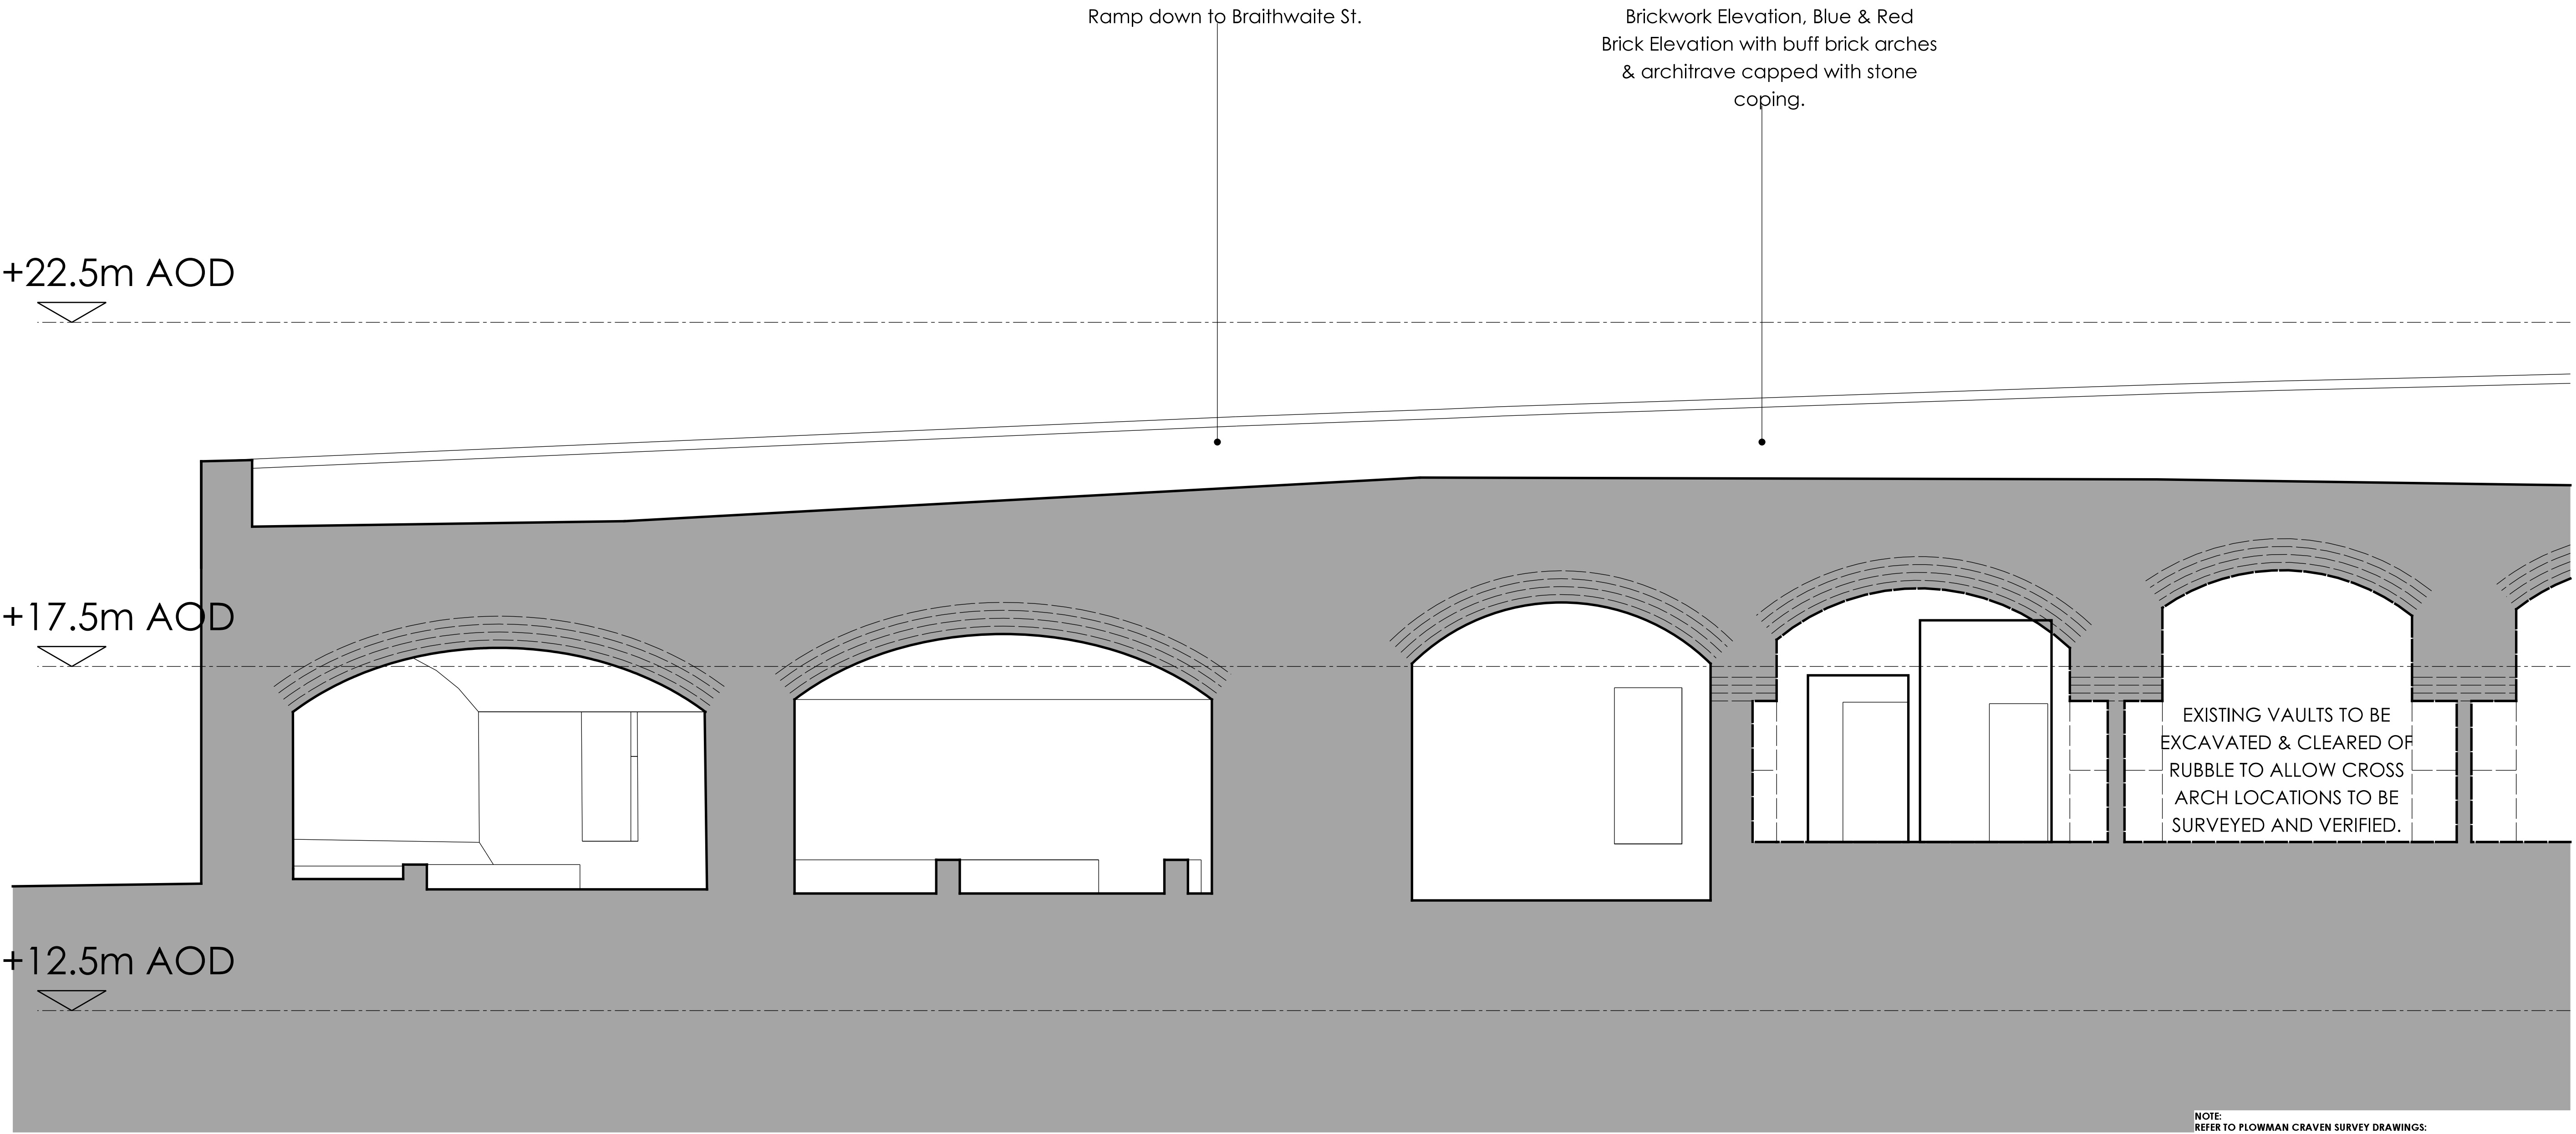 Ramp down to Braithwaite St.
Brickwork Elevation, Blue & Red
Brick Elevation with buff brick arches
& architrave capped with stone
coping.
+22.5m AOD
+17.5m AOD
EXISTING VAULTS TO BE
EXCAVATED & CLEARED OF
RUBBLE TO ALLOW CROSS
ARCH LOCATIONS TO BE
SURVEYED AND VERIFIED.
+12.5m AOD
NOTE:
REFER TO PLOWMAN CRAVEN SURVEY DRAWINGS: